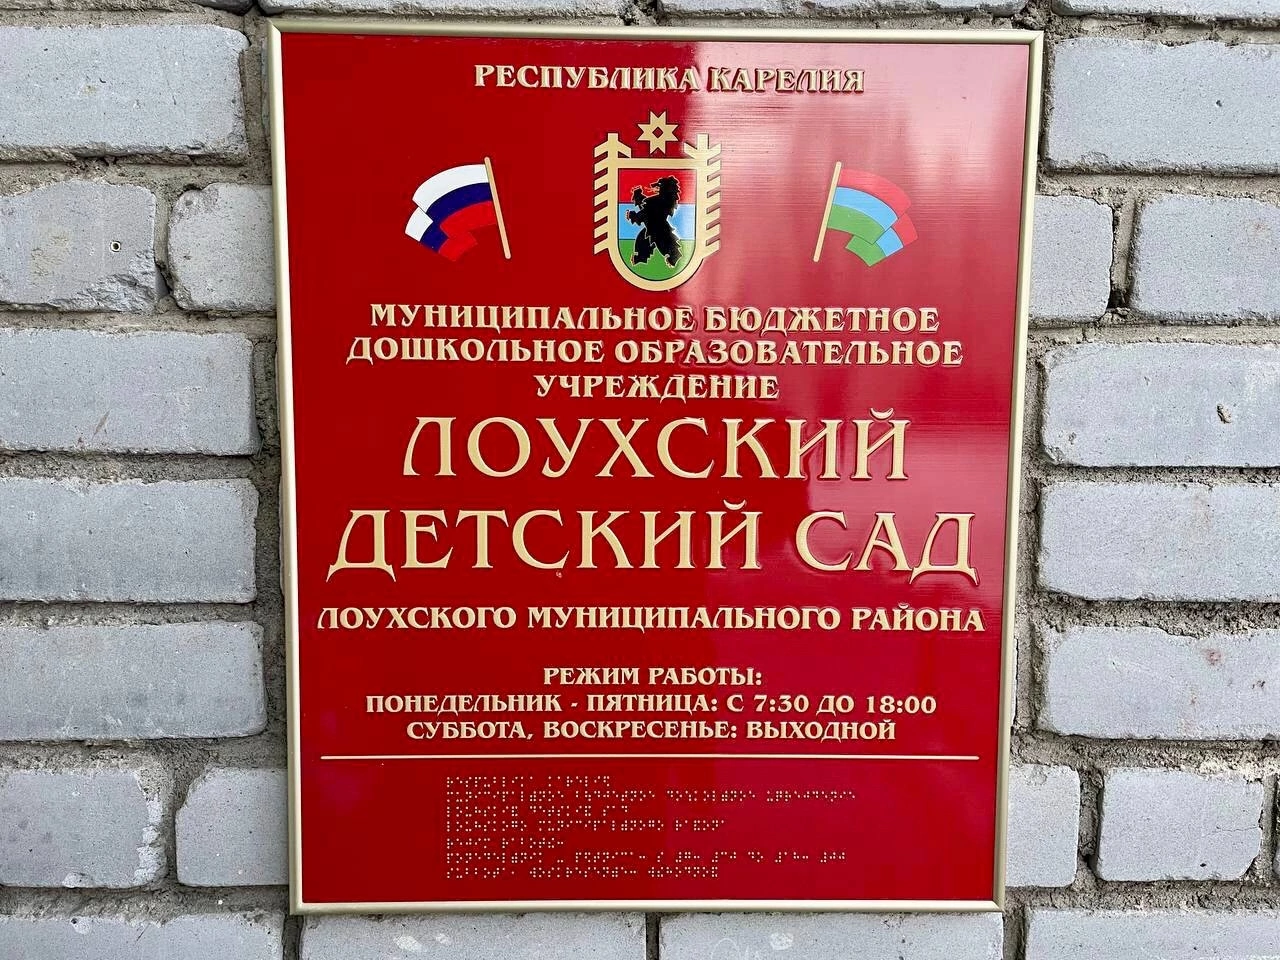 РЕСПУБЛИКА КАРЕЛИЯ
МУНИЦИПАЛЬНОЕ БЮДЖЕТНОЕ
ДОШКОЛЬНОЕ ОБРАЗОВАТЕЛЬНОЕ
УЧРЕЖДЕНИЕ
ЛОУХСКИЙ
ДЕТСКИЙ САД
ЛОУХСКОГО МУНИЦИПАЛЬНОГО РАЙОНА
РЕЖИМ РАБОТЫ:
ПОНЕДЕЛЬНИК - ПЯТНИЦА: С 7:30 ДО 18:00
СУББОТА, ВОСКРЕСЕНЬЕ: ВЫХОДНОЙ